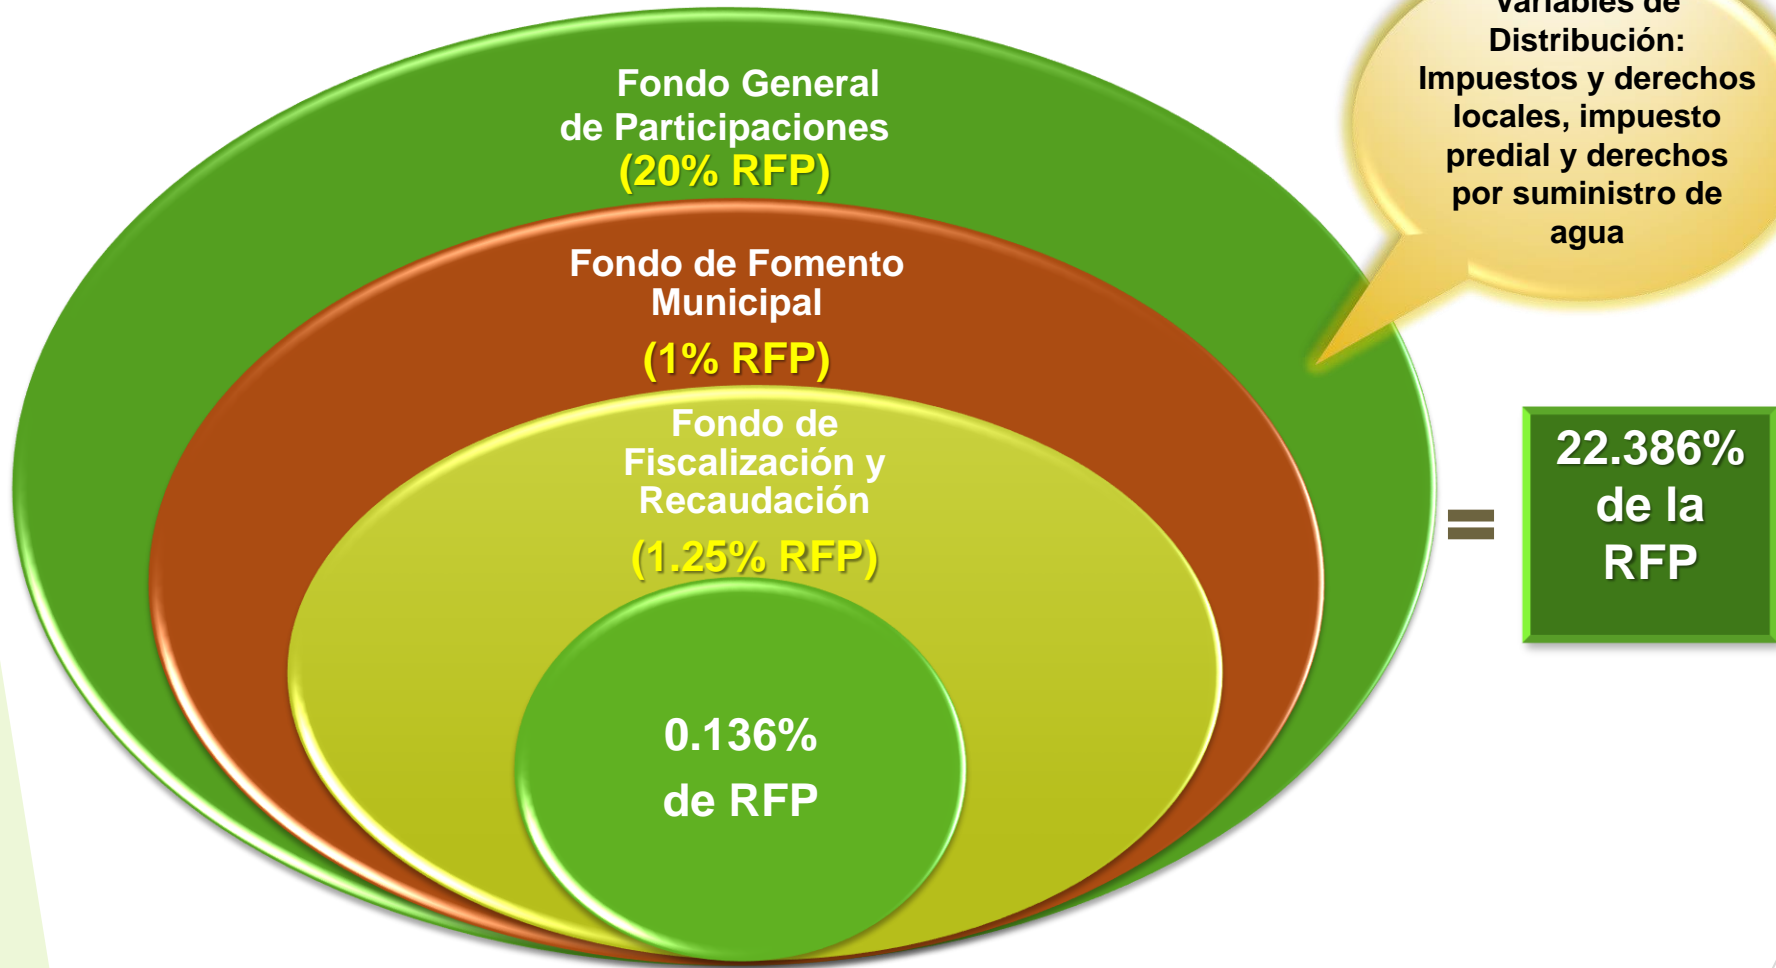 Variables de
Distribución:
Impuestos y derechos
locales, impuesto
predial y derechos
por suministro de
agua
Fondo General
de Participaciones
(20% RFP)
Fondo de Fomento
Municipal
(1% RFP)
Fondo de
Fiscalización y
Recaudación
(1.25% RFP)
0.136%
de RFP
=
22.386%
de la
RFP